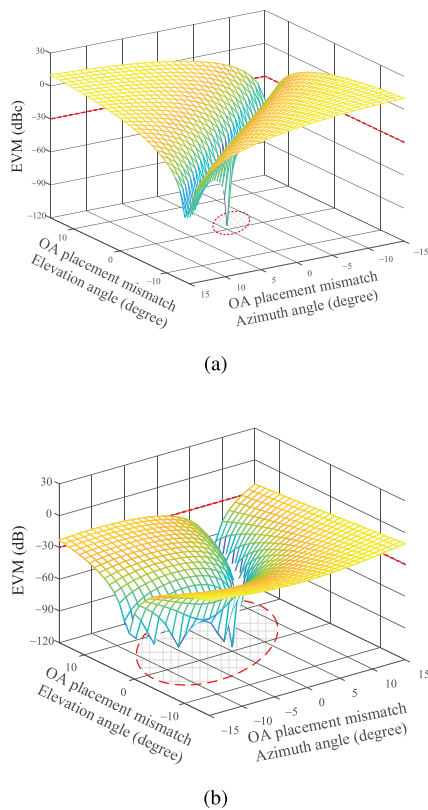 30
0
−30
−60
−90
−120
EVM (dBc)
10
0
−10
OA placement mismatch
Elevation angle (degree)
15
10
5
0
−5
−10
−15
OA placement mismatch
Azimuth angle (degree)
(a)
30
0
−30
−60
−90
−120
EVM (dB)
10
0
−10
OA placement mismatch
Elevation angle (degree)
−15
−10
−5
0
5
10
15
OA placement mismatch
Azimuth angle (degree)
(b)